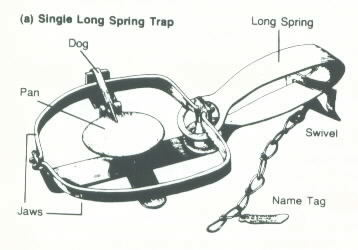 (a) Single Long Spring Trap
Long Spring
Dog
Pan
Swivel
Name Tag
Jaws